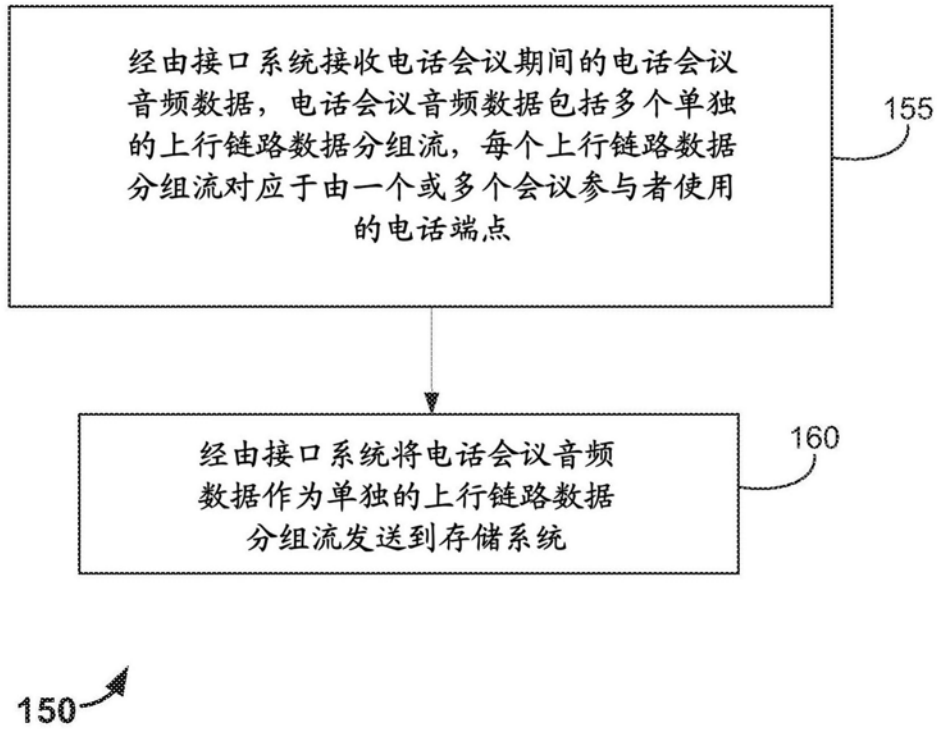 经由接口系统接收电话会议期间的电话会议
音频数据，电话会议音频数据包括多个单独
的上行链路数据分组流，每个上行链路数据
分组流对应于由一个或多个会议参与者使用
的电话端点
155
经由接口系统将电话会议音频
数据作为单独的上行链路数据
分组流发送到存储系统
160
150